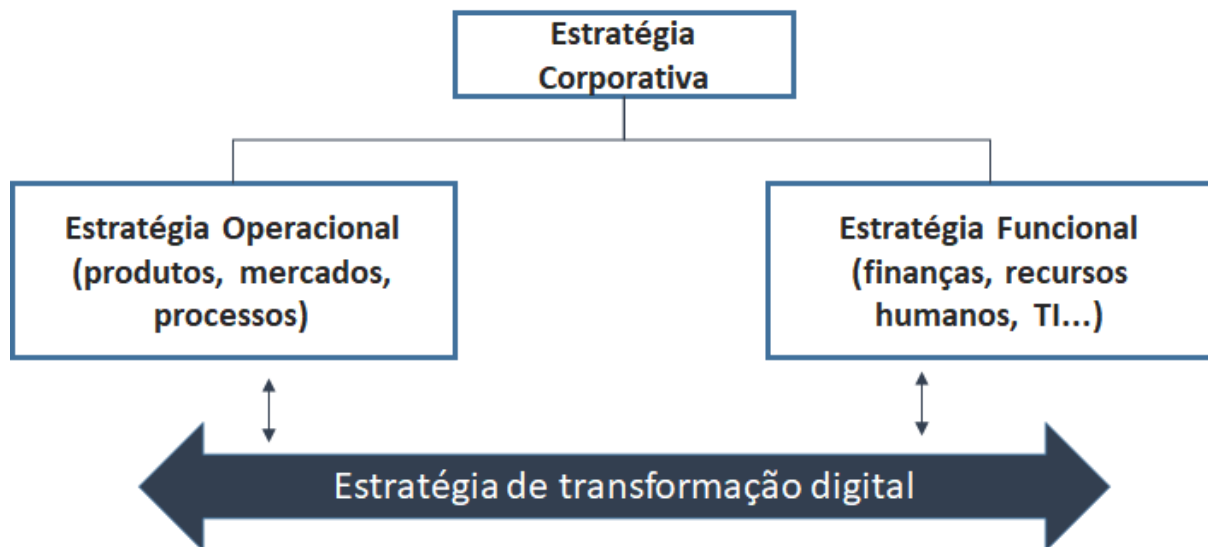 Estratégia
Corporativa
Estratégia Operacional
(produtos, mercados,
processos)
Estratégia Funcional
(finanças, recursos
humanos, TI...)
Estratégia de transformação digital